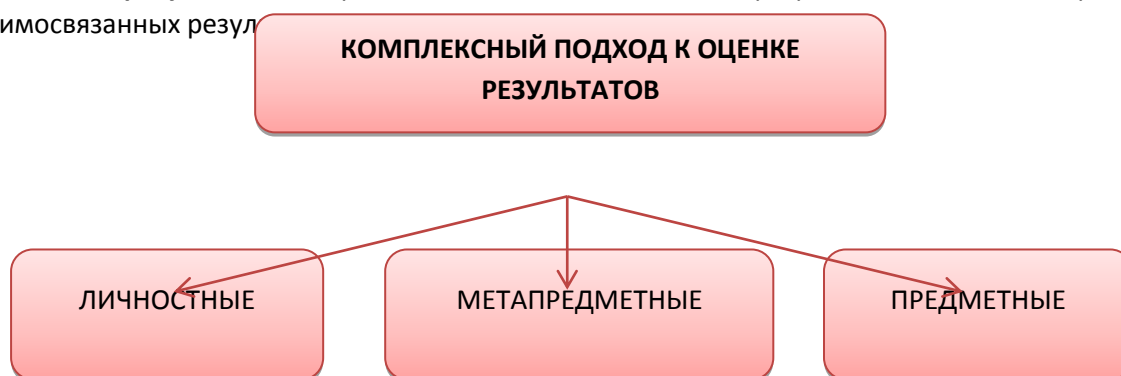 имосвязанных резул
КОМПЛЕКСНЫЙ ПОДХОД К ОЦЕНКЕ
РЕЗУЛЬТАТОВ
ЛИЧНОСТНЫЕ
МЕТАПРЕДМЕТНЫЕ
ПРЕДМЕТНЫЕ